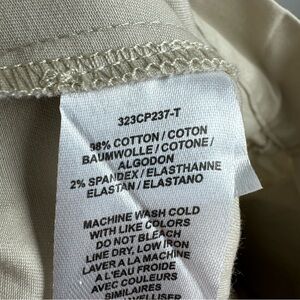 323CP237-T
98% COTTON / COTON
BAUMWOLLE / COTONE /
ALGODON
2% SPANDEX / ELASTHANNE
ELASTAN / ELASTANO
MACHINE WASH COLD
WITH LIKE COLORS
DO NOT BLEACH
LINE DRY, LOW IRON
LAVER A LA MACHINE
A L'EAU FROIDE
AVEC COULEURS
SIMILAIRES